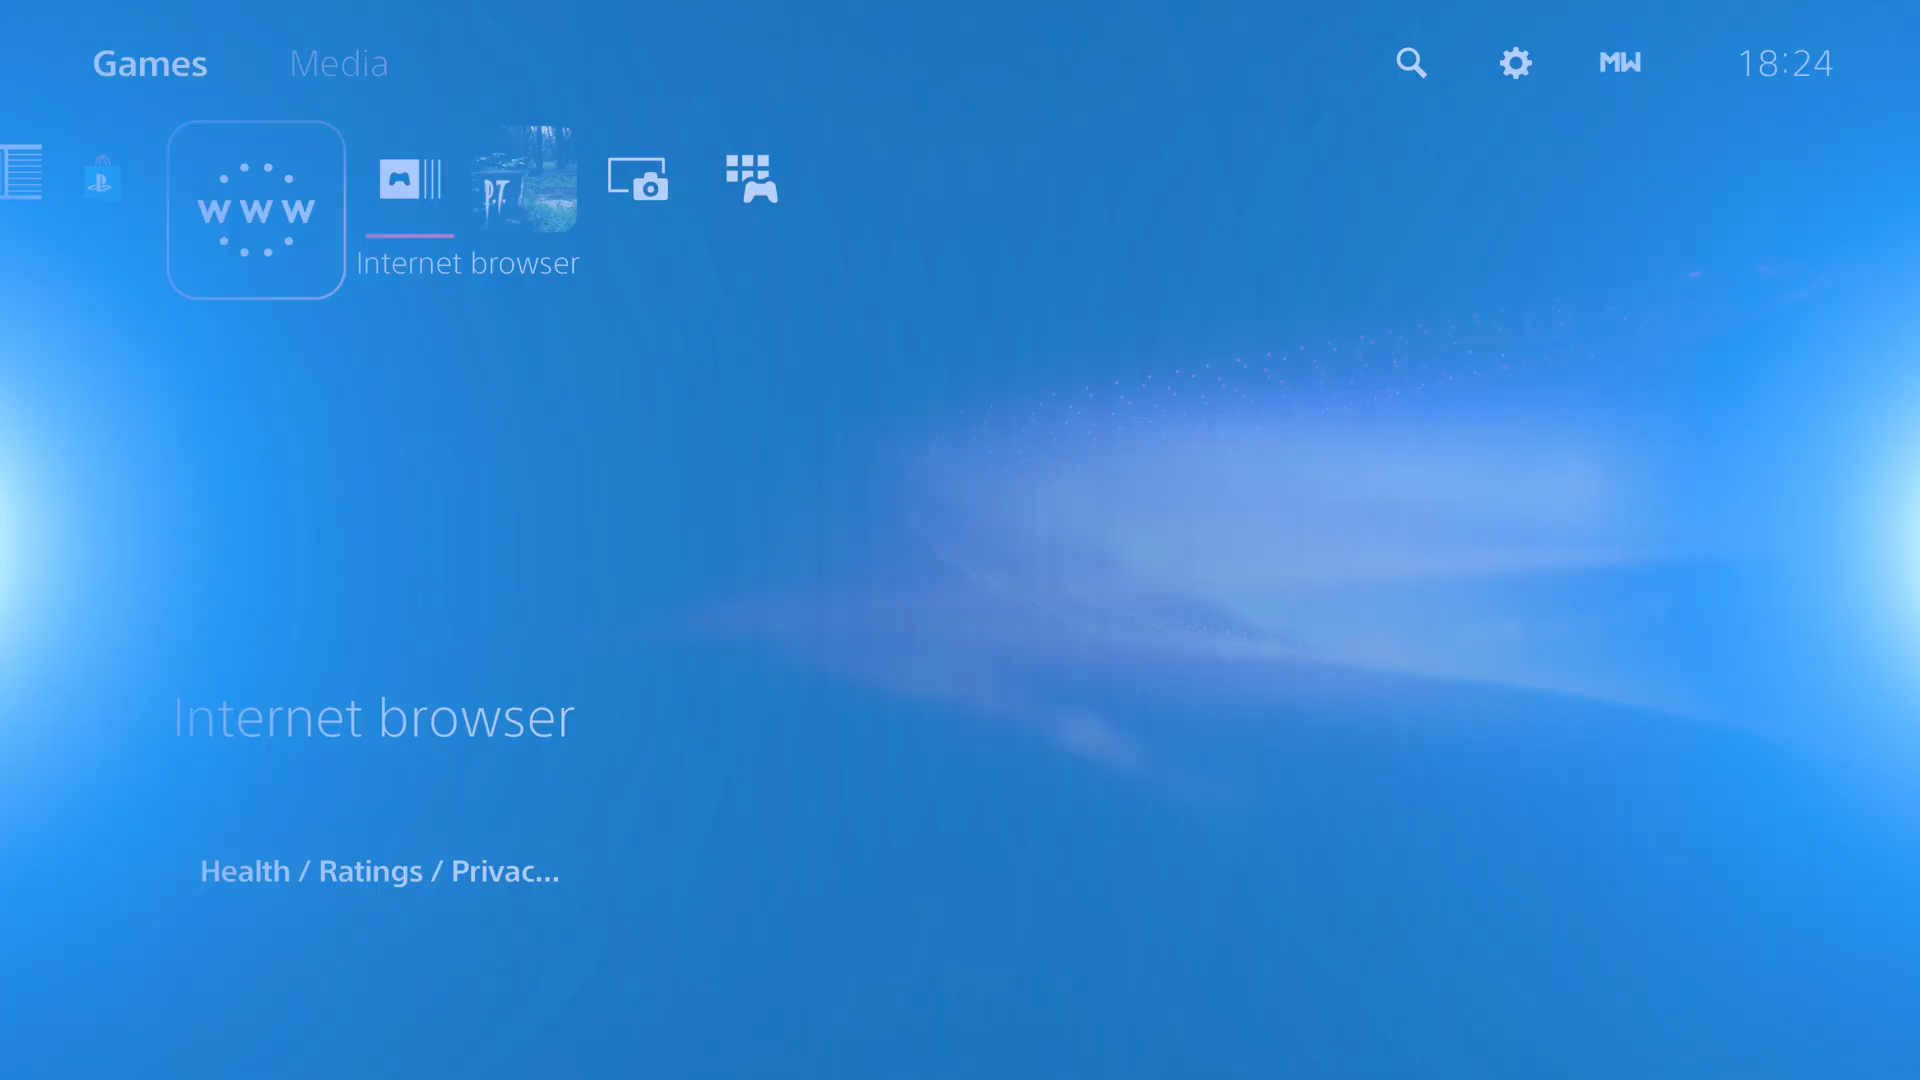 Games Media MW 18:24
WWW
P.T.
Internet browser
Internet browser
Health / Ratings / Privac...